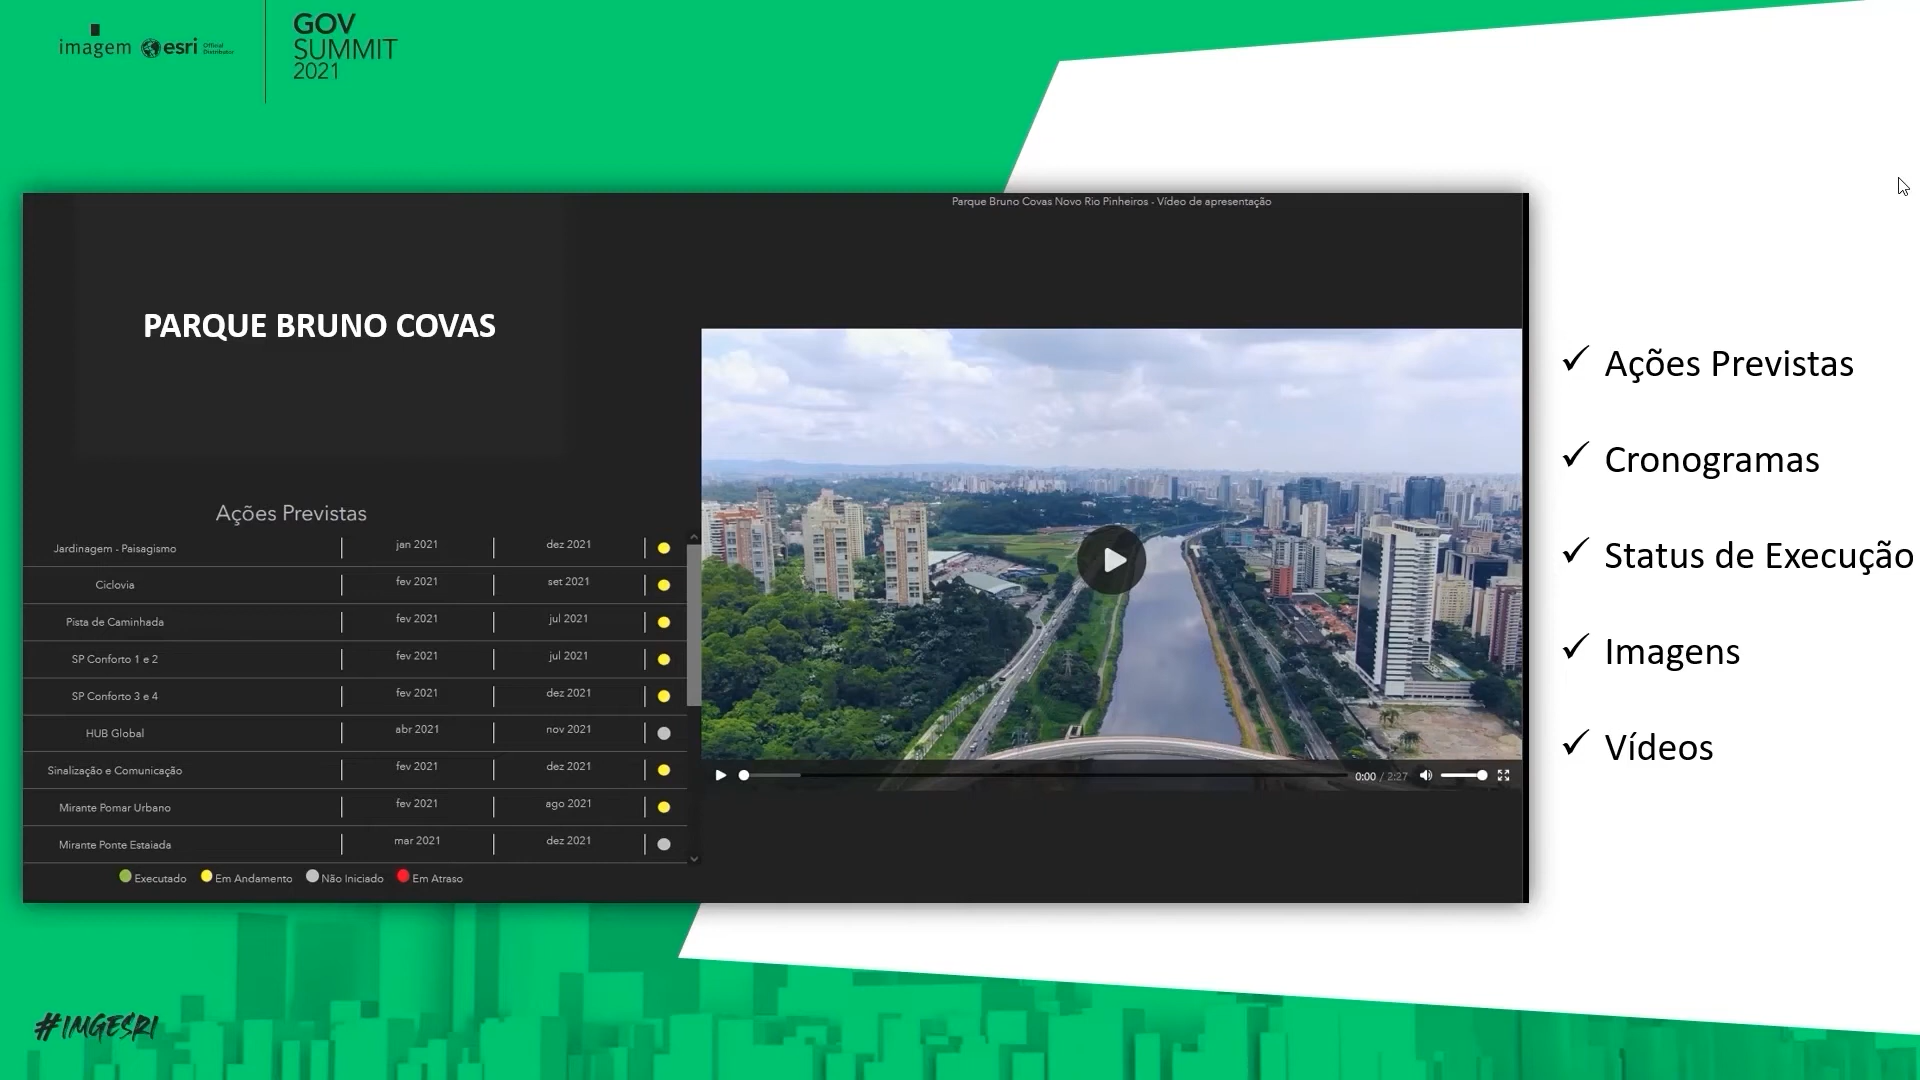 imagem esri Official Distributor
GOV
SUMMIT
2021
Parque Bruno Covas Novo Rio Pinheiros - Vídeo de apresentação
PARQUE BRUNO COVAS
Ações Previstas
Jardinagem - Paisagismo jan 2021 dez 2021
Ciclovia fev 2021 set 2021
Pista de Caminhada fev 2021 jul 2021
SP Conforto 1 e 2 fev 2021 jul 2021
SP Conforto 3 e 4 fev 2021 dez 2021
HUB Global abr 2021 nov 2021
Sinalização e Comunicação fev 2021 dez 2021
Mirante Pomar Urbano fev 2021 ago 2021
Mirante Ponte Estaiada mar 2021 dez 2021
Executado Em Andamento Não Iniciado Em Atraso
0:00 / 2:27
✓ Ações Previstas
✓ Cronogramas
✓ Status de Execução
✓ Imagens
✓ Vídeos
#IMGESRI